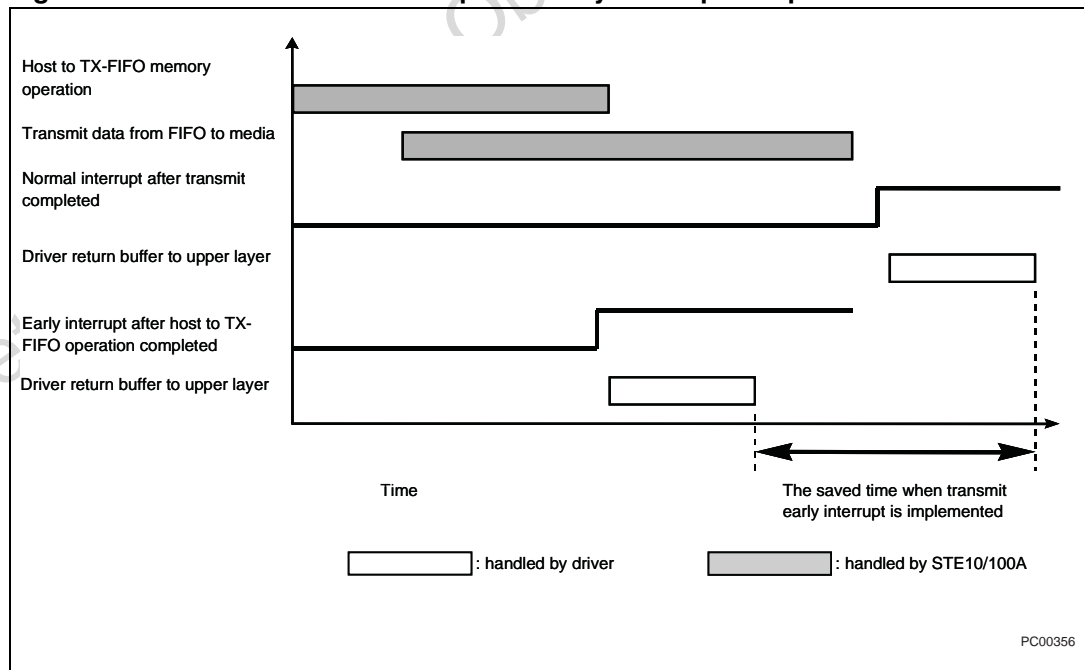 Host to TX-FIFO memory
operation
Transmit data from FIFO to media
Normal interrupt after transmit
completed
Driver return buffer to upper layer
Early interrupt after host to TX-
FIFO operation completed
Driver return buffer to upper layer
Time
The saved time when transmit
early interrupt is implemented
: handled by driver
: handled by STE10/100A
PC00356